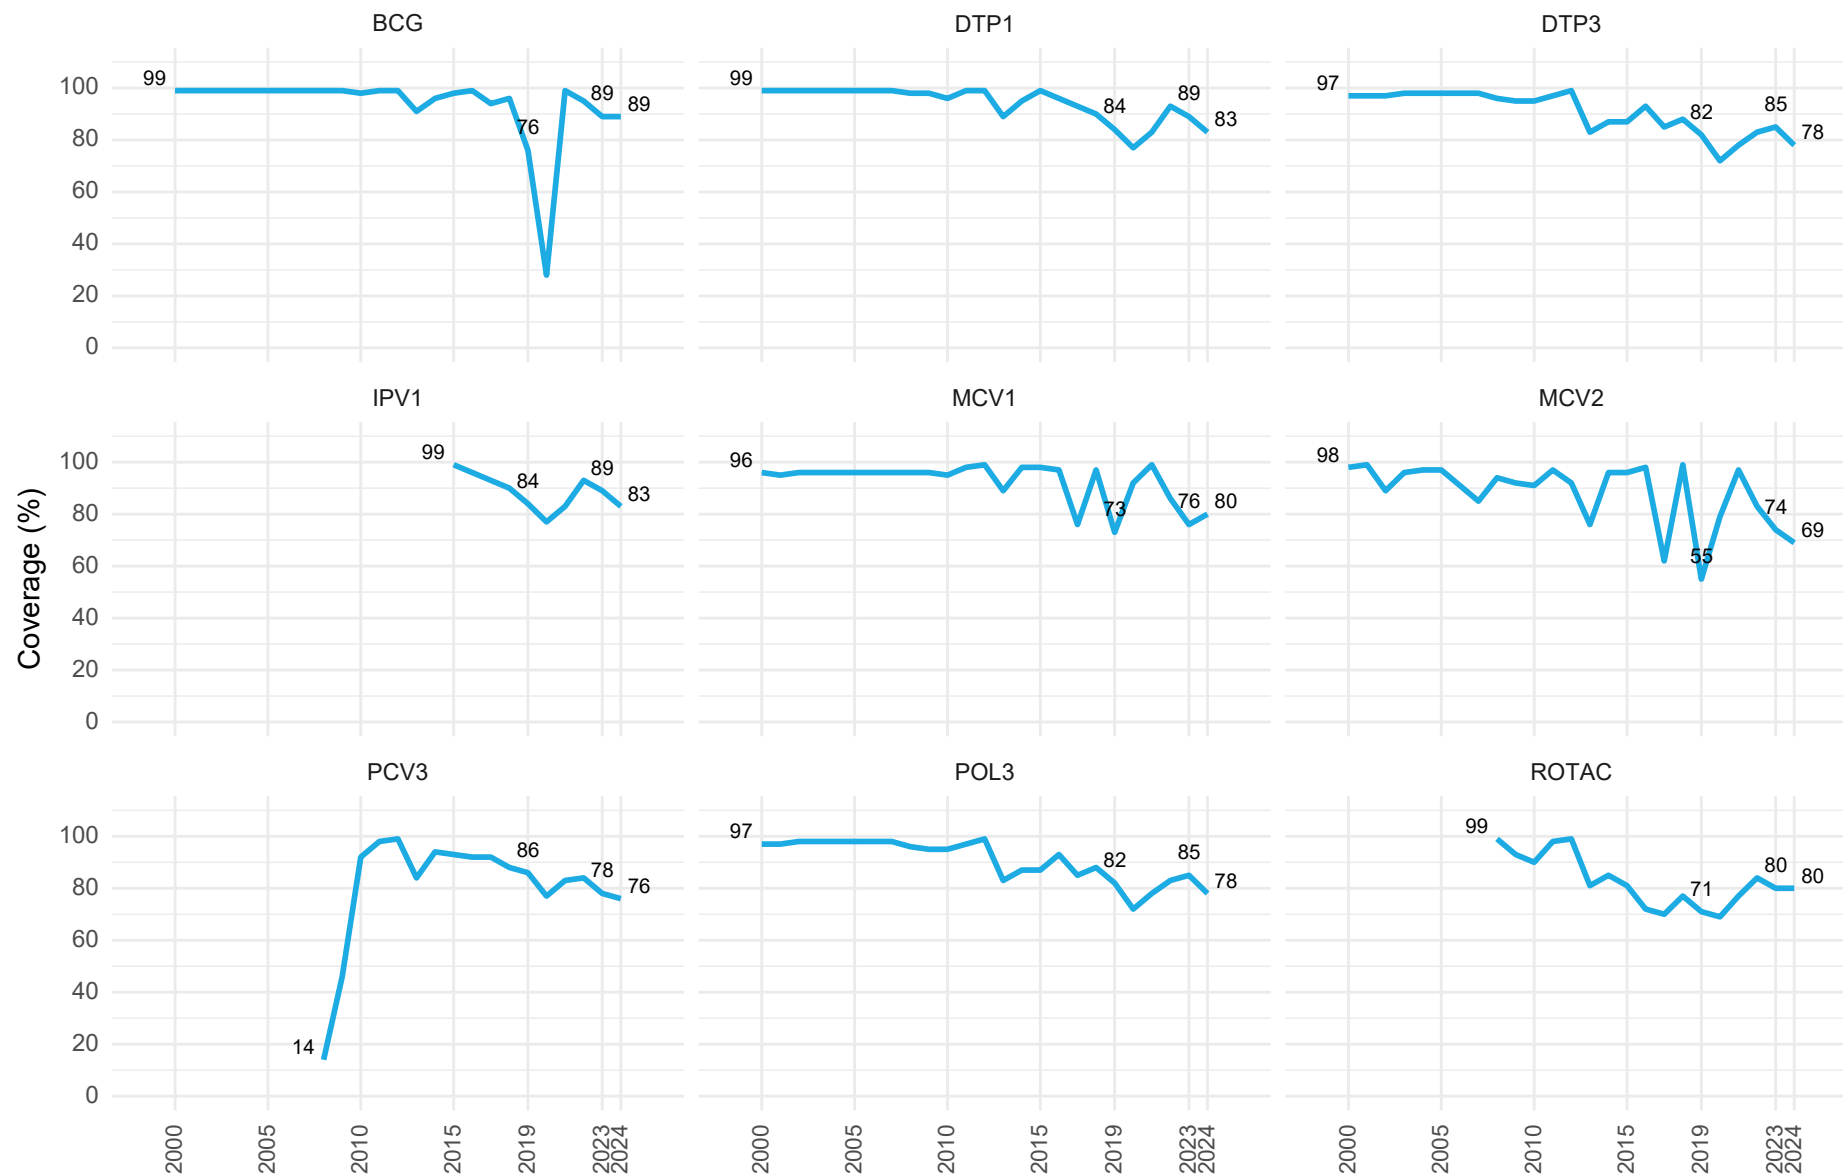 BCG DTP1 DTP3
99 76 89 89
99 84 89 83
97 82 85 78
100
80
60
40
20
0
IPV1 MCV1 MCV2
99 84 89 83
96 73 76 80
98 55 74 69
100
80
60
40
20
0
Coverage (%)
PCV3 POL3 ROTAC
14 86 78 76
97 82 85 78
99 71 80 80
100
80
60
40
20
0
2000 2005 2010 2015 2019 2023 2024
2000 2005 2010 2015 2019 2023 2024
2000 2005 2010 2015 2019 2023 2024